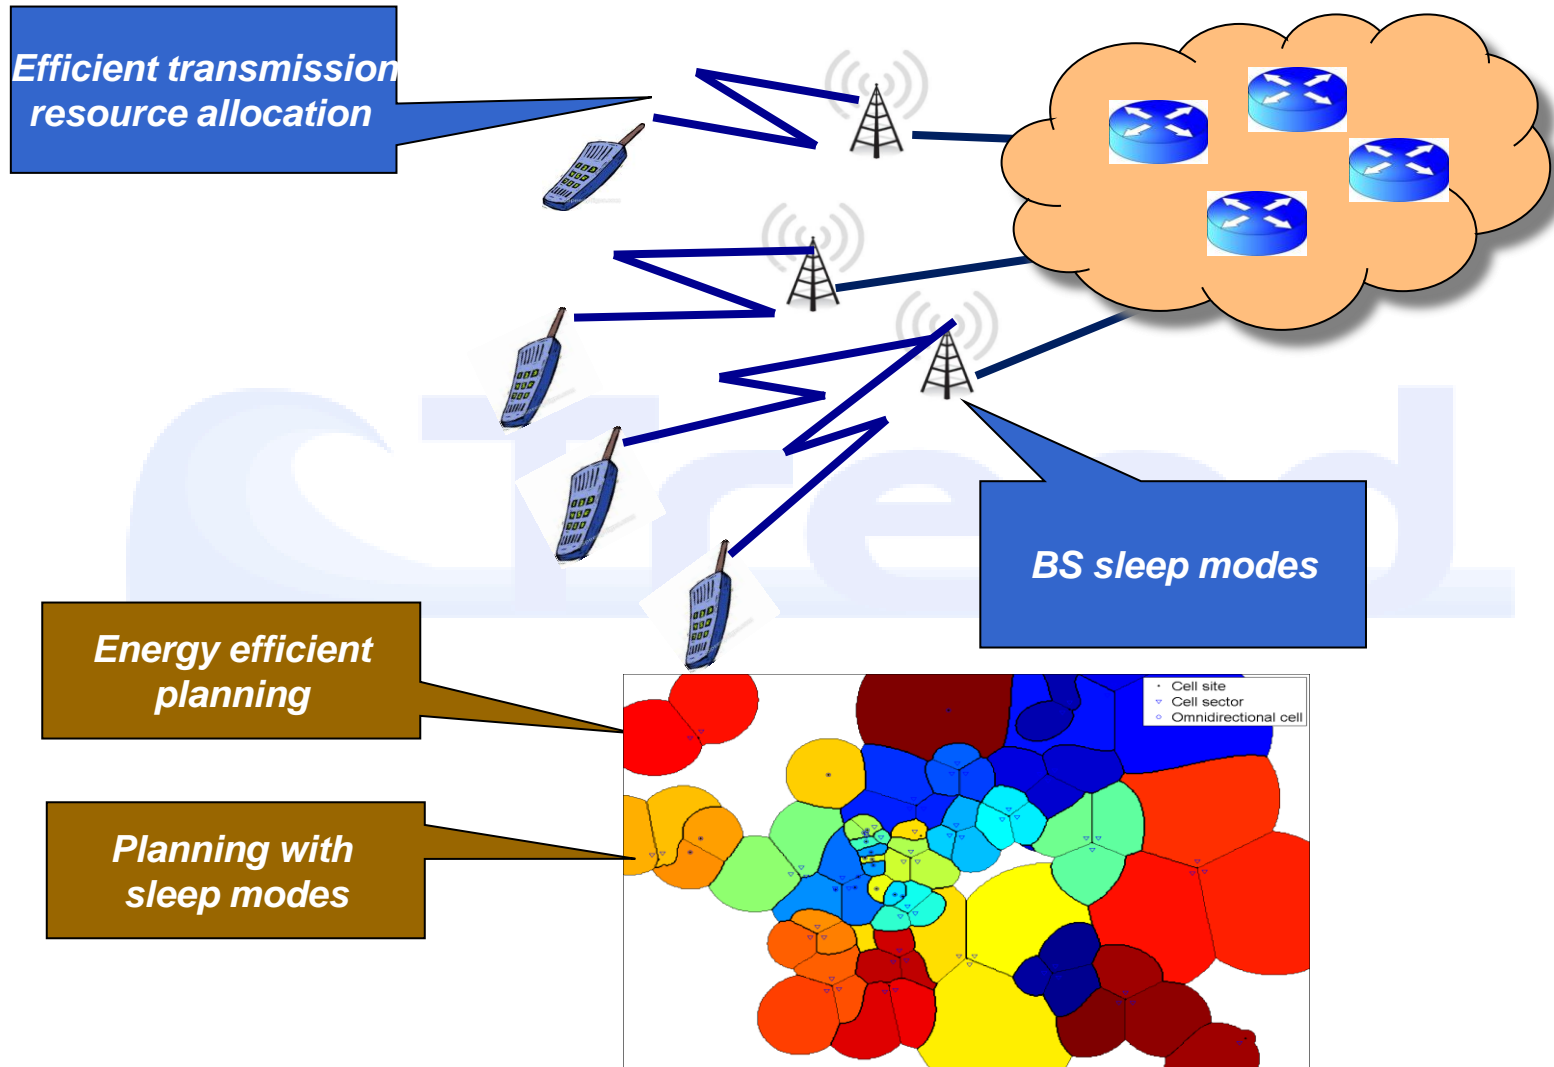 Efficient transmission
resource allocation
BS sleep modes
Energy efficient
planning
Planning with
sleep modes
Cell site
Cell sector
Omnidirectional cell
Trend